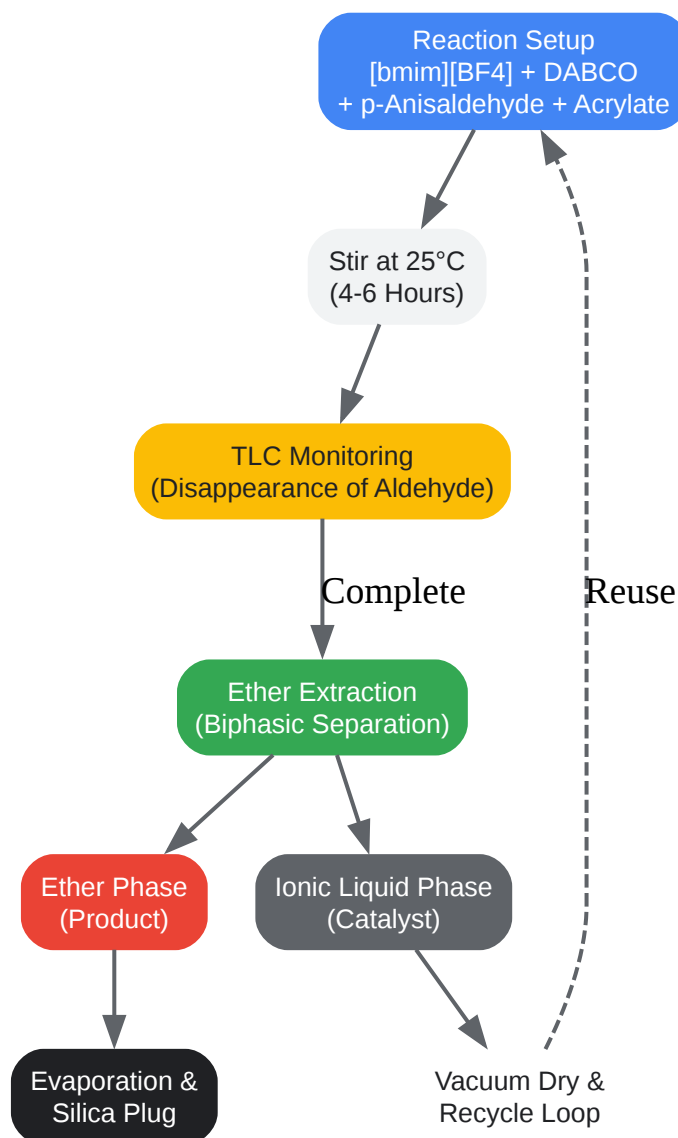 Reaction Setup
[bmim][BF4] + DABCO
+ p-Anisaldehyde + Acrylate
Stir at 25°C
(4-6 Hours)
TLC Monitoring
(Disappearance of Aldehyde)
Complete
Reuse
Ether Extraction
(Biphasic Separation)
Ether Phase
(Product)
Ionic Liquid Phase
(Catalyst)
Evaporation &
Silica Plug
Vacuum Dry &
Recycle Loop